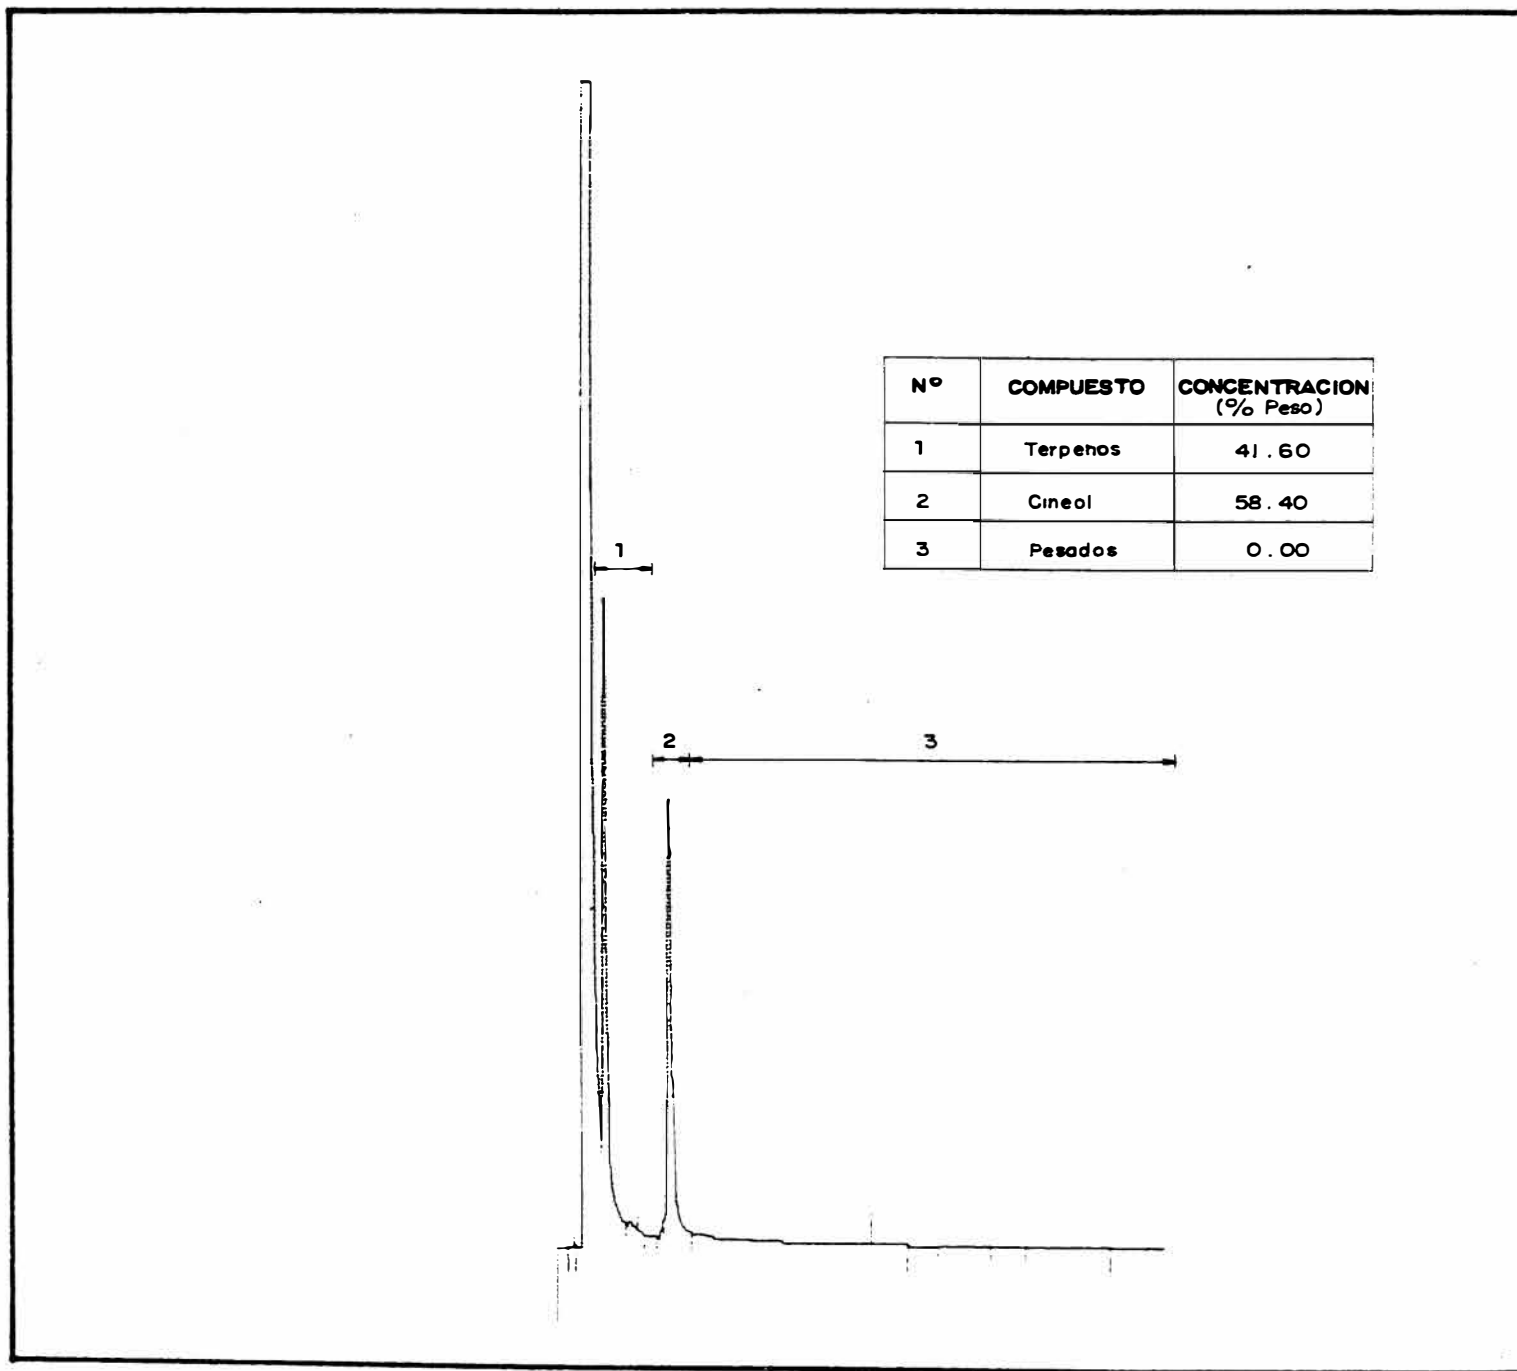 Nº COMPUESTO CONCENTRACION
(% Peso)
1 Terpenos 41.60
2 Cineol 58.40
3 Pesados 0.00
1
2 3